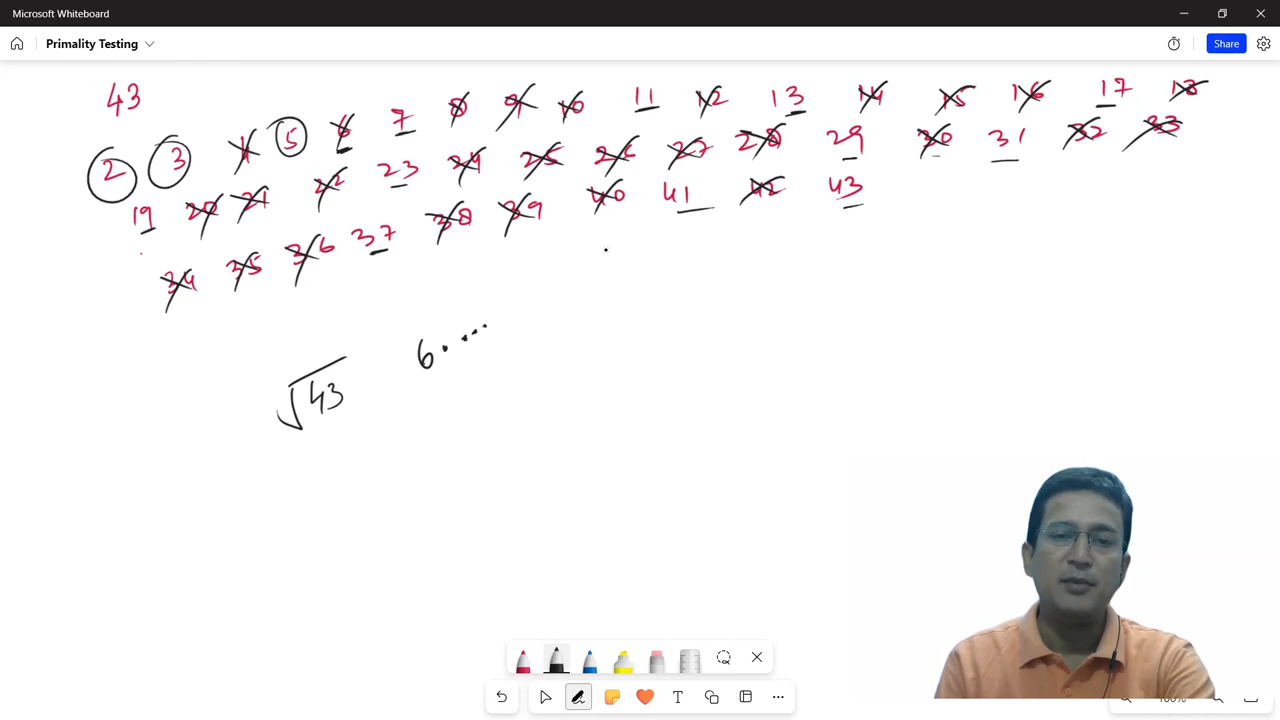 Microsoft Whiteboard
Primality Testing
Share
43
2 3 4 5 6 7 8 9 10 11 12 13 14 15 16 17 18
19 20 21 22 23 24 25 26 27 28 29 30 31 32 33
34 35 36 37 38 39 40 41 42 43
√43 6.....
100%